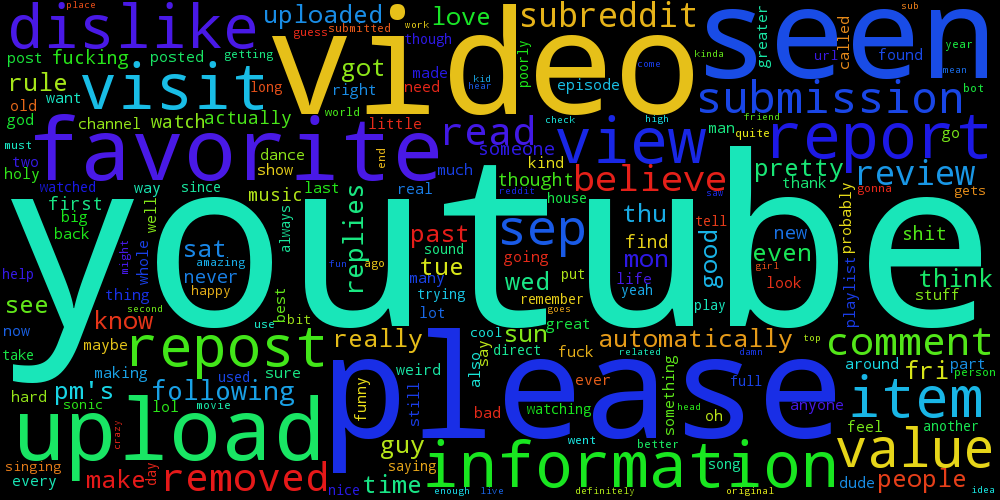 place
work
sub
dislike
uploaded
guess
submitted
love
subreddit
video
seen
greater
called
url
found
year
mean
bot
though
kinda
post
fucking
posted
getting
rule
visit
long
got
right
made
need
poorly
episode
kid
hear
come
submission
old
want
god
channel
watch
actually
world
little
check
high
friend
man
quite
go
favorite
read
someone
view
report
must
two
holy
dance
show
end
much
kind
thought
house
believe
pretty
thank
review
gonna
gets
watched
way
since
music
last
real
replies
reddit
saw
tell
probably
first
big
back
well
always
youtube
sep
thu
good
new
even
shit
sat
amazing
never
happy
past
sound
tue
going
wed
find
mon
life
yeah
girl
look
think
stuff
help
might
whole
thing
second
fun
ago
many
trying
lot
put
remember
goes
great
play
playlist
see
now
know
best
bit
use
take
maybe
repost
really
cool
direct
sun
say
also
fuck
automatically
related
damn
top
comment
making
used
sure
weird
ever
something
full
anyone
around
fri
part
person
hard
pm's
following
sonic
lol
movie
funny
still
please
watching
bad
head
oh
item
feel
another
upload
crazy
guy
went
better
value
singing
every
make
day
removed
nice
time
saying
information
enough
live
definitely
song
original
dude
people
idea